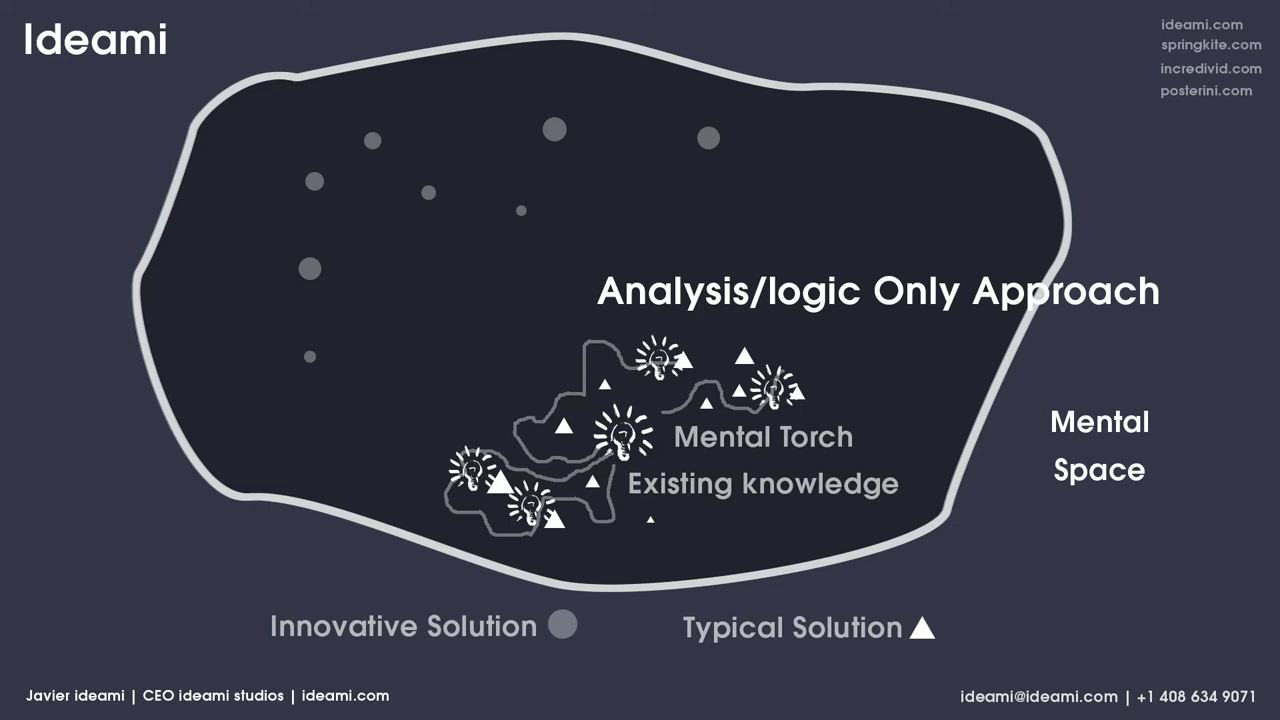 Ideami
ideami.com
springkite.com
incredivid.com
posterini.com
Analysis/logic Only Approach
Mental Torch
Existing knowledge
Mental
Space
Innovative Solution
Typical Solution
Javier ideami | CEO ideami studios | ideami.com
ideami@ideami.com | +1 408 634 9071